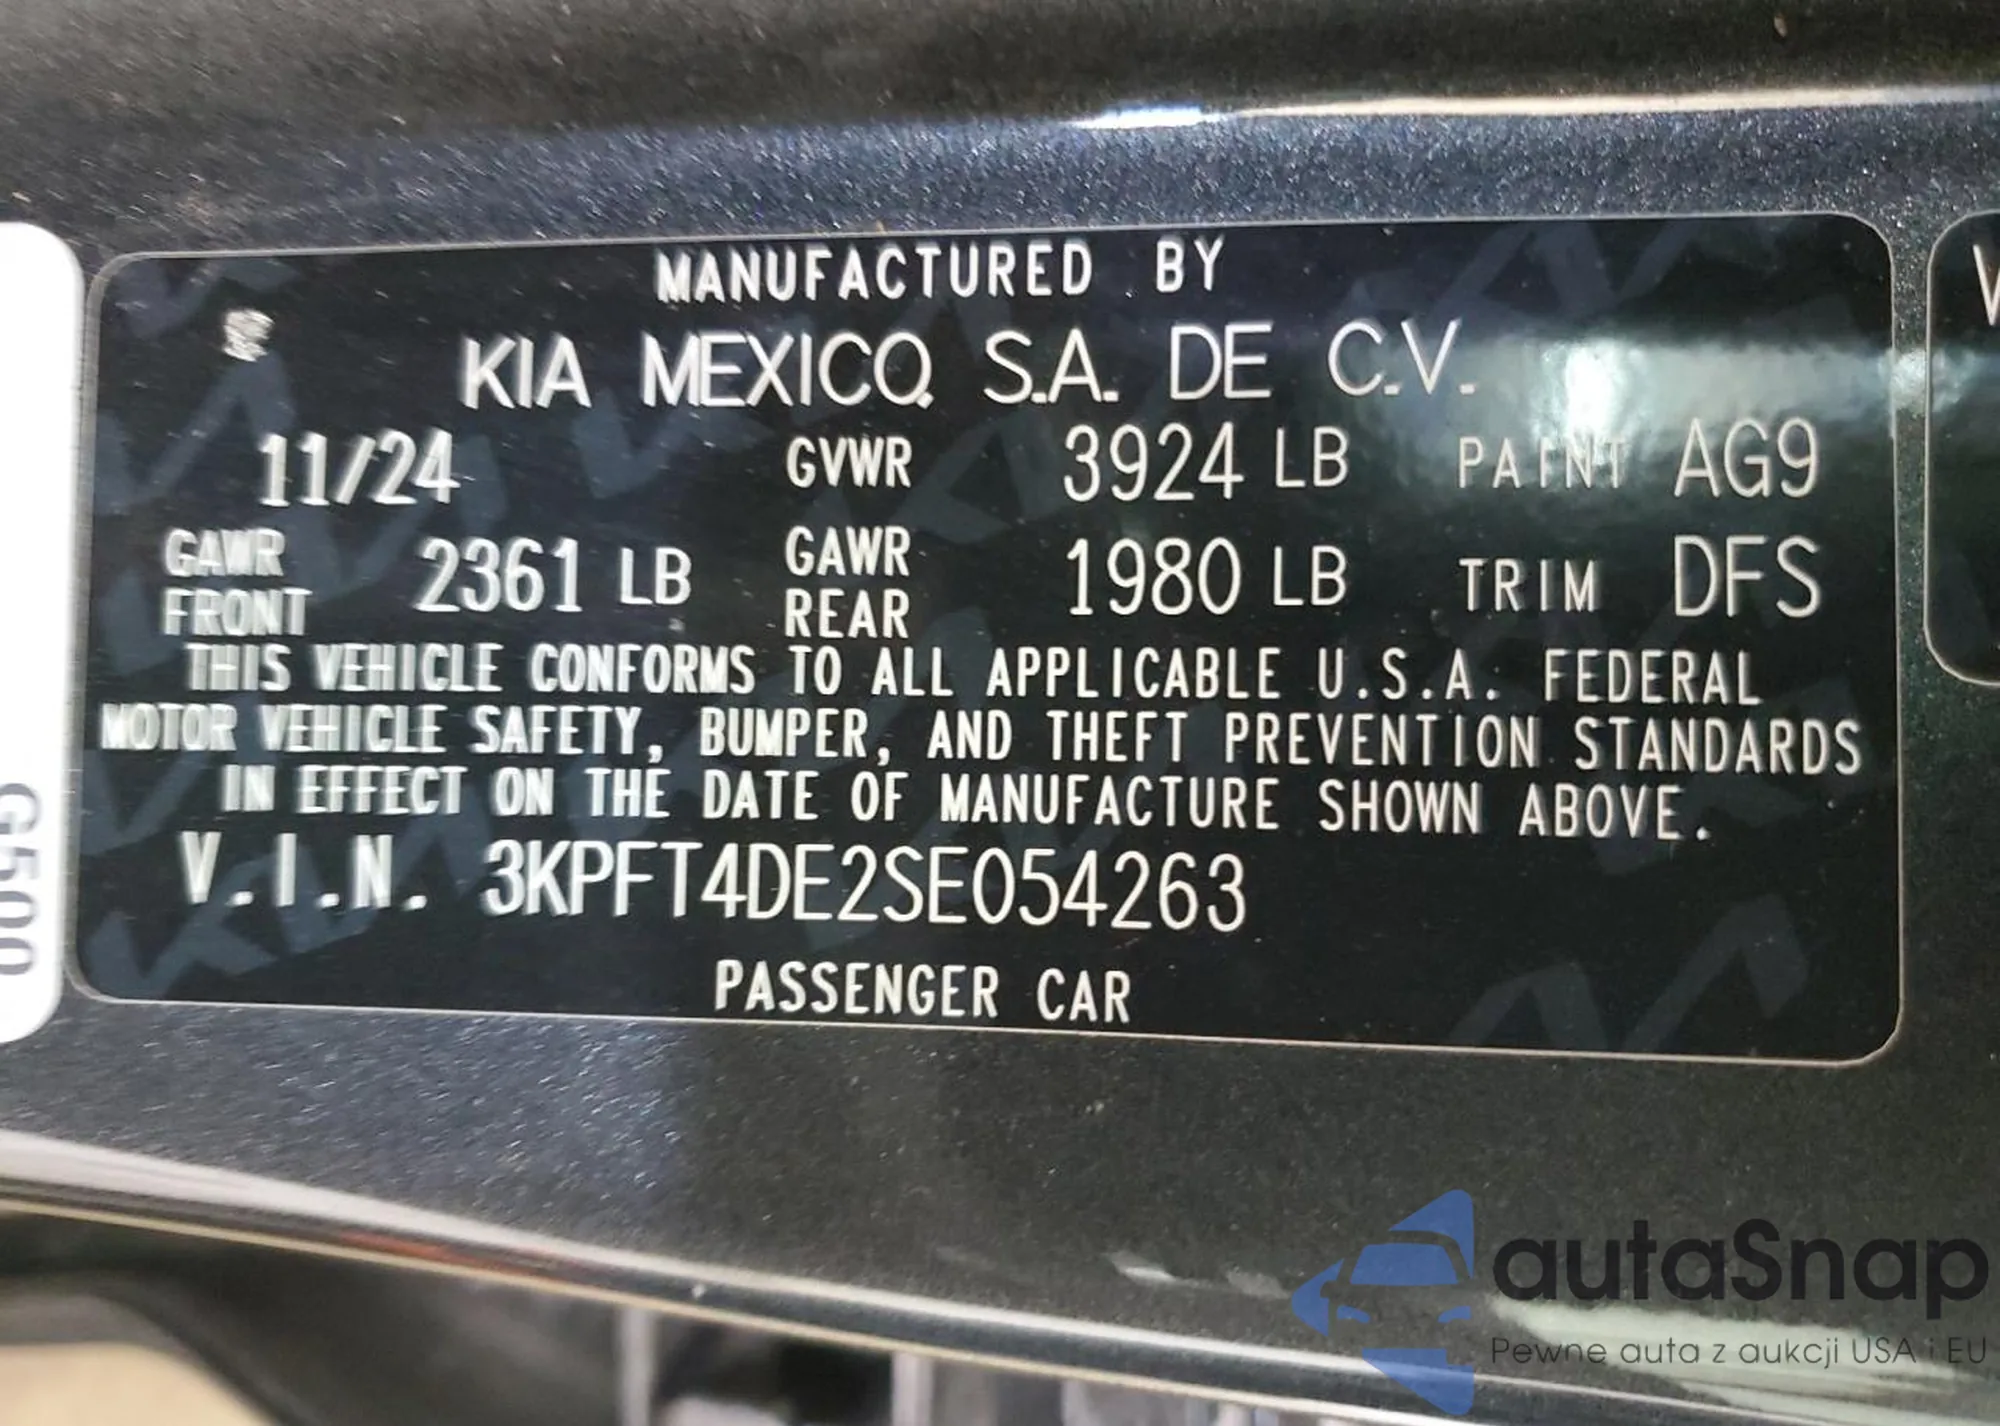 MANUFACTURED BY
KIA MEXICO, S.A. DE C.V.
11/24 GVWR 3924 LB PAINT AG9
GAWR FRONT 2361 LB GAWR REAR 1980 LB TRIM DFS
THIS VEHICLE CONFORMS TO ALL APPLICABLE U.S.A. FEDERAL
MOTOR VEHICLE SAFETY, BUMPER, AND THEFT PREVENTION STANDARDS
IN EFFECT ON THE DATE OF MANUFACTURE SHOWN ABOVE.
V.I.N. 3KPFT4DE2SE054263
PASSENGER CAR
G500
autaSnap
Pewne auta z aukcji USA i EU